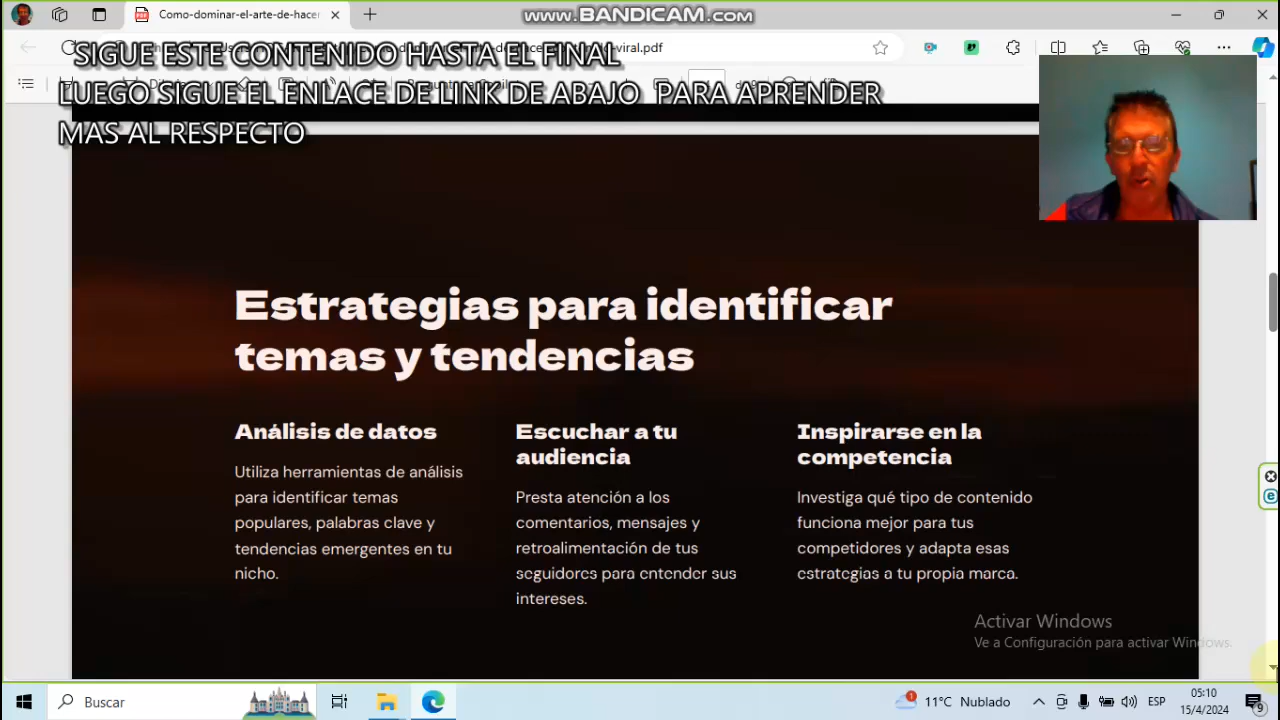 Como-dominar-el-arte-de-hacer
www.BANDICAM.com
viral.pdf
SIGUE ESTE CONTENIDO HASTA EL FINAL
LUEGO SIGUE EL ENLACE DE LINK DE ABAJO PARA APRENDER
MAS AL RESPECTO
Estrategias para identificar
temas y tendencias
Análisis de datos
Utiliza herramientas de análisis
para identificar temas
populares, palabras clave y
tendencias emergentes en tu
nicho.
Escuchar a tu
audiencia
Presta atención a los
comentarios, mensajes y
retroalimentación de tus
seguidores para entender sus
intereses.
Inspirarse en la
competencia
Investiga qué tipo de contenido
funciona mejor para tus
competidores y adapta esas
estrategias a tu propia marca.
Activar Windows
Ve a Configuración para activar Windows.
Buscar
1
11°C Nublado
ESP
05:10
15/4/2024
9